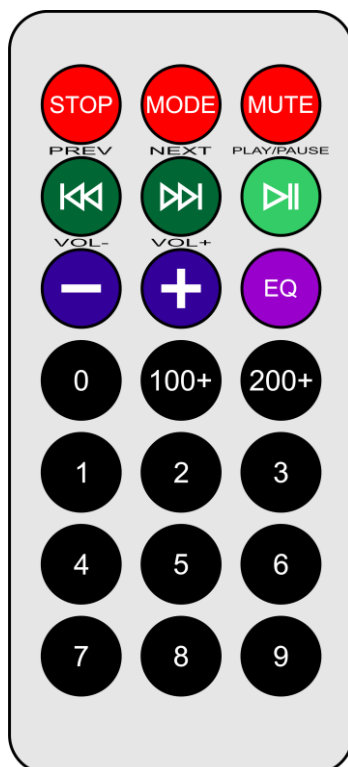 STOP MODE MUTE
PREV NEXT PLAY/PAUSE
VOL- VOL+
EQ
0 100+ 200+
1 2 3
4 5 6
7 8 9